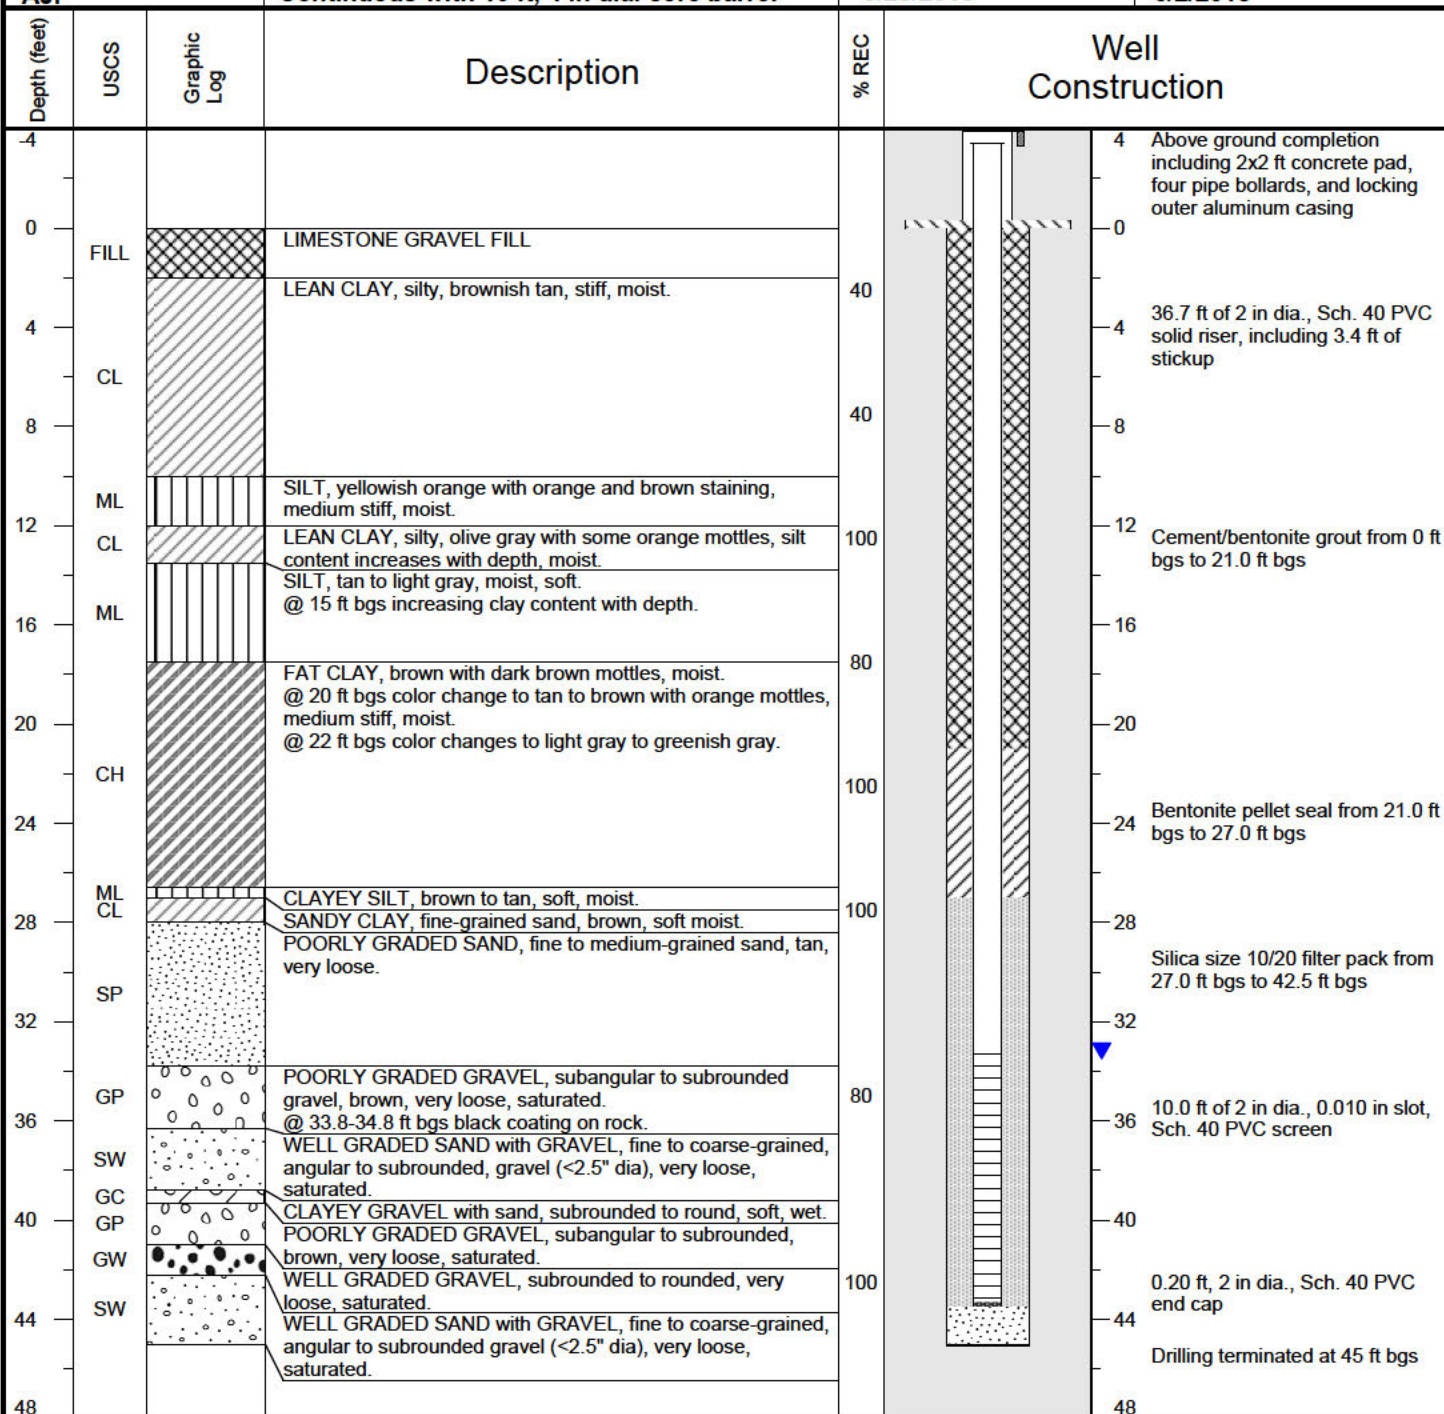 Depth (feet)
USCS
Graphic
Log
Description
% REC
Well
Construction
-4
0
4
8
12
16
20
24
28
32
36
40
44
48
FILL
CL
ML
CL
ML
CH
ML
CL
SP
GP
SW
GC
GP
GW
SW
LIMESTONE GRAVEL FILL
LEAN CLAY, silty, brownish tan, stiff, moist.
SILT, yellowish orange with orange and brown staining,
medium stiff, moist.
LEAN CLAY, silty, olive gray with some orange mottles, silt
content increases with depth, moist.
SILT, tan to light gray, moist, soft.
@ 15 ft bgs increasing clay content with depth.
FAT CLAY, brown with dark brown mottles, moist.
@ 20 ft bgs color change to tan to brown with orange mottles,
medium stiff, moist.
@ 22 ft bgs color changes to light gray to greenish gray.
CLAYEY SILT, brown to tan, soft, moist.
SANDY CLAY, fine-grained sand, brown, soft moist.
POORLY GRADED SAND, fine to medium-grained sand, tan,
very loose.
POORLY GRADED GRAVEL, subangular to subrounded
gravel, brown, very loose, saturated.
@ 33.8-34.8 ft bgs black coating on rock.
WELL GRADED SAND with GRAVEL, fine to coarse-grained,
angular to subrounded, gravel (<2.5" dia), very loose,
saturated.
CLAYEY GRAVEL with sand, subrounded to round, soft, wet.
POORLY GRADED GRAVEL, subangular to subrounded,
brown, very loose, saturated.
WELL GRADED GRAVEL, subrounded to rounded, very
loose, saturated.
WELL GRADED SAND with GRAVEL, fine to coarse-grained,
angular to subrounded gravel (<2.5" dia), very loose,
saturated.
40
40
100
80
100
100
80
100
4
0
4
8
12
16
20
24
28
32
36
40
44
48
Above ground completion
including 2x2 ft concrete pad,
four pipe bollards, and locking
outer aluminum casing
36.7 ft of 2 in dia., Sch. 40 PVC
solid riser, including 3.4 ft of
stickup
Cement/bentonite grout from 0 ft
bgs to 21.0 ft bgs
Bentonite pellet seal from 21.0 ft
bgs to 27.0 ft bgs
Silica size 10/20 filter pack from
27.0 ft bgs to 42.5 ft bgs
10.0 ft of 2 in dia., 0.010 in slot,
Sch. 40 PVC screen
0.20 ft, 2 in dia., Sch. 40 PVC
end cap
Drilling terminated at 45 ft bgs